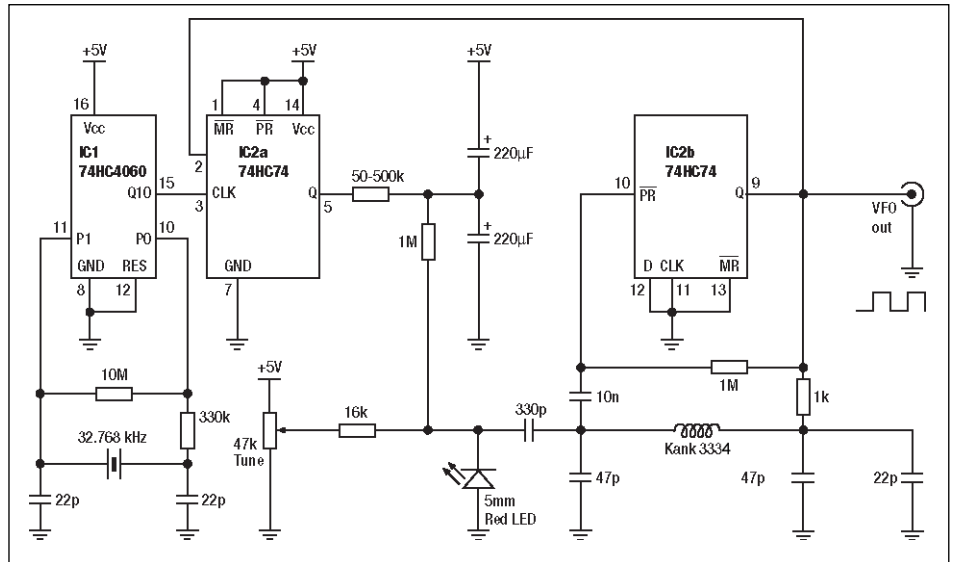 +5V
+5V
+5V
16
Vcc
IC1
74HC4060
Q10
15
11
P1
P0
10
GND
RES
8
12
1
4
14
MR
PR
Vcc
IC2a
74HC74
2
CLK
3
Q
5
GND
7
50-500k
1M
+
220µF
+
220µF
IC2b
74HC74
10
PR
Q
9
D
CLK
MR
12
11
13
VFO
out
10M
330k
32.768 kHz
22p
22p
+5V
47k
Tune
16k
5mm
Red LED
330p
10n
1M
1k
Kank 3334
47p
47p
22p